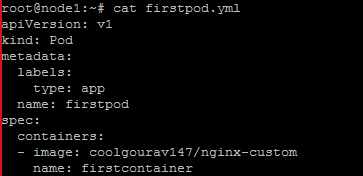 root@node1:~# cat firstpod.yml
apiVersion: v1
kind: Pod
metadata:
  labels:
    type: app
  name: firstpod
spec:
  containers:
  - image: coolgourav147/nginx-custom
    name: firstcontainer